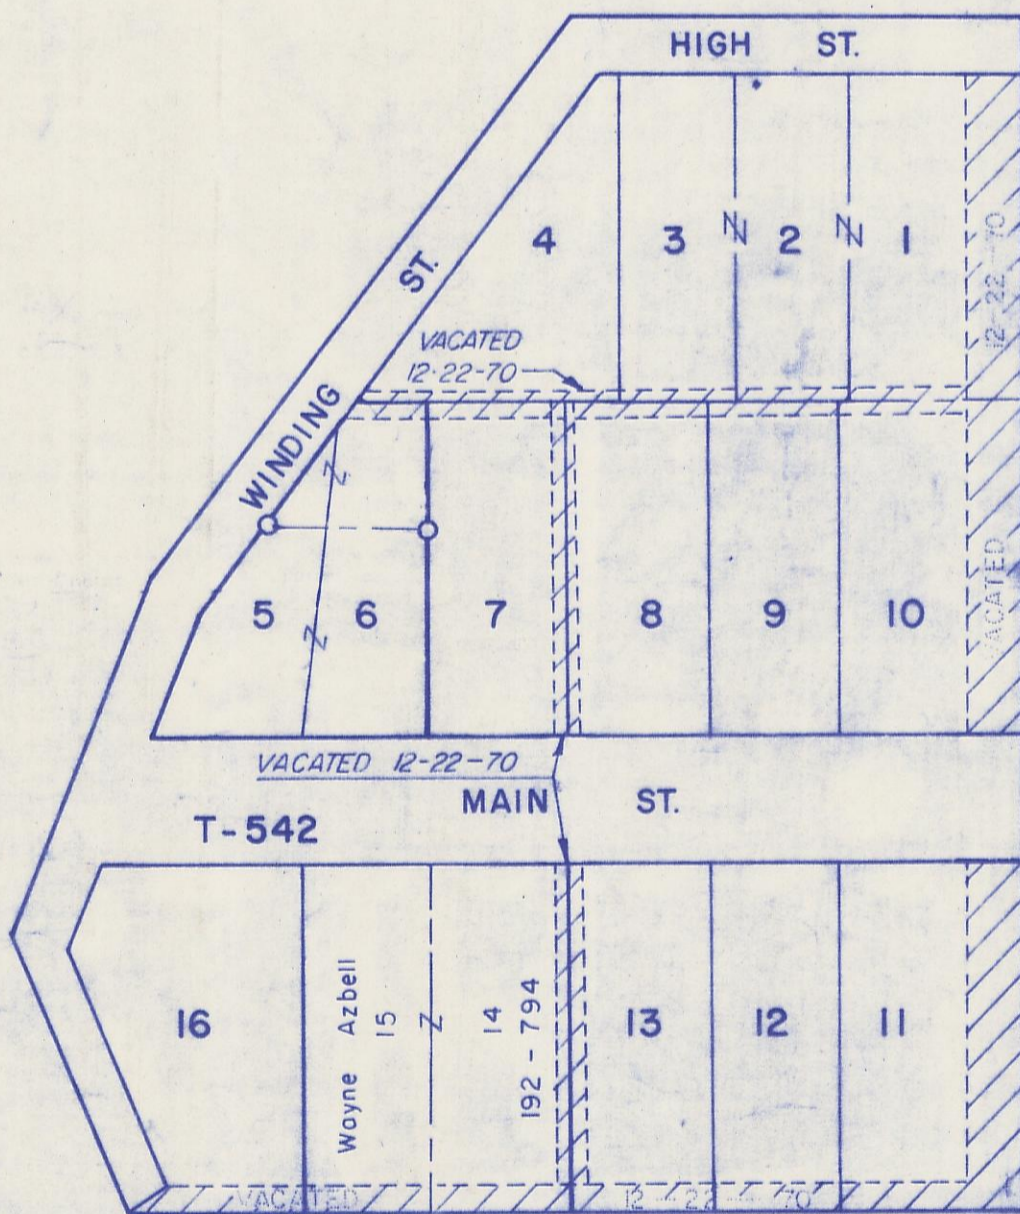 HIGH ST.
4 3 Z 2 Z 1
12-22-70
WINDING ST.
VACATED
12-22-70
Z
5 Z 6 7 8 9 10
VACATED
VACATED 12-22-70
MAIN ST.
T-542
16
Woyne Azbell
15
Z
14
192-794
13 12 11
VACATED 12-22-70